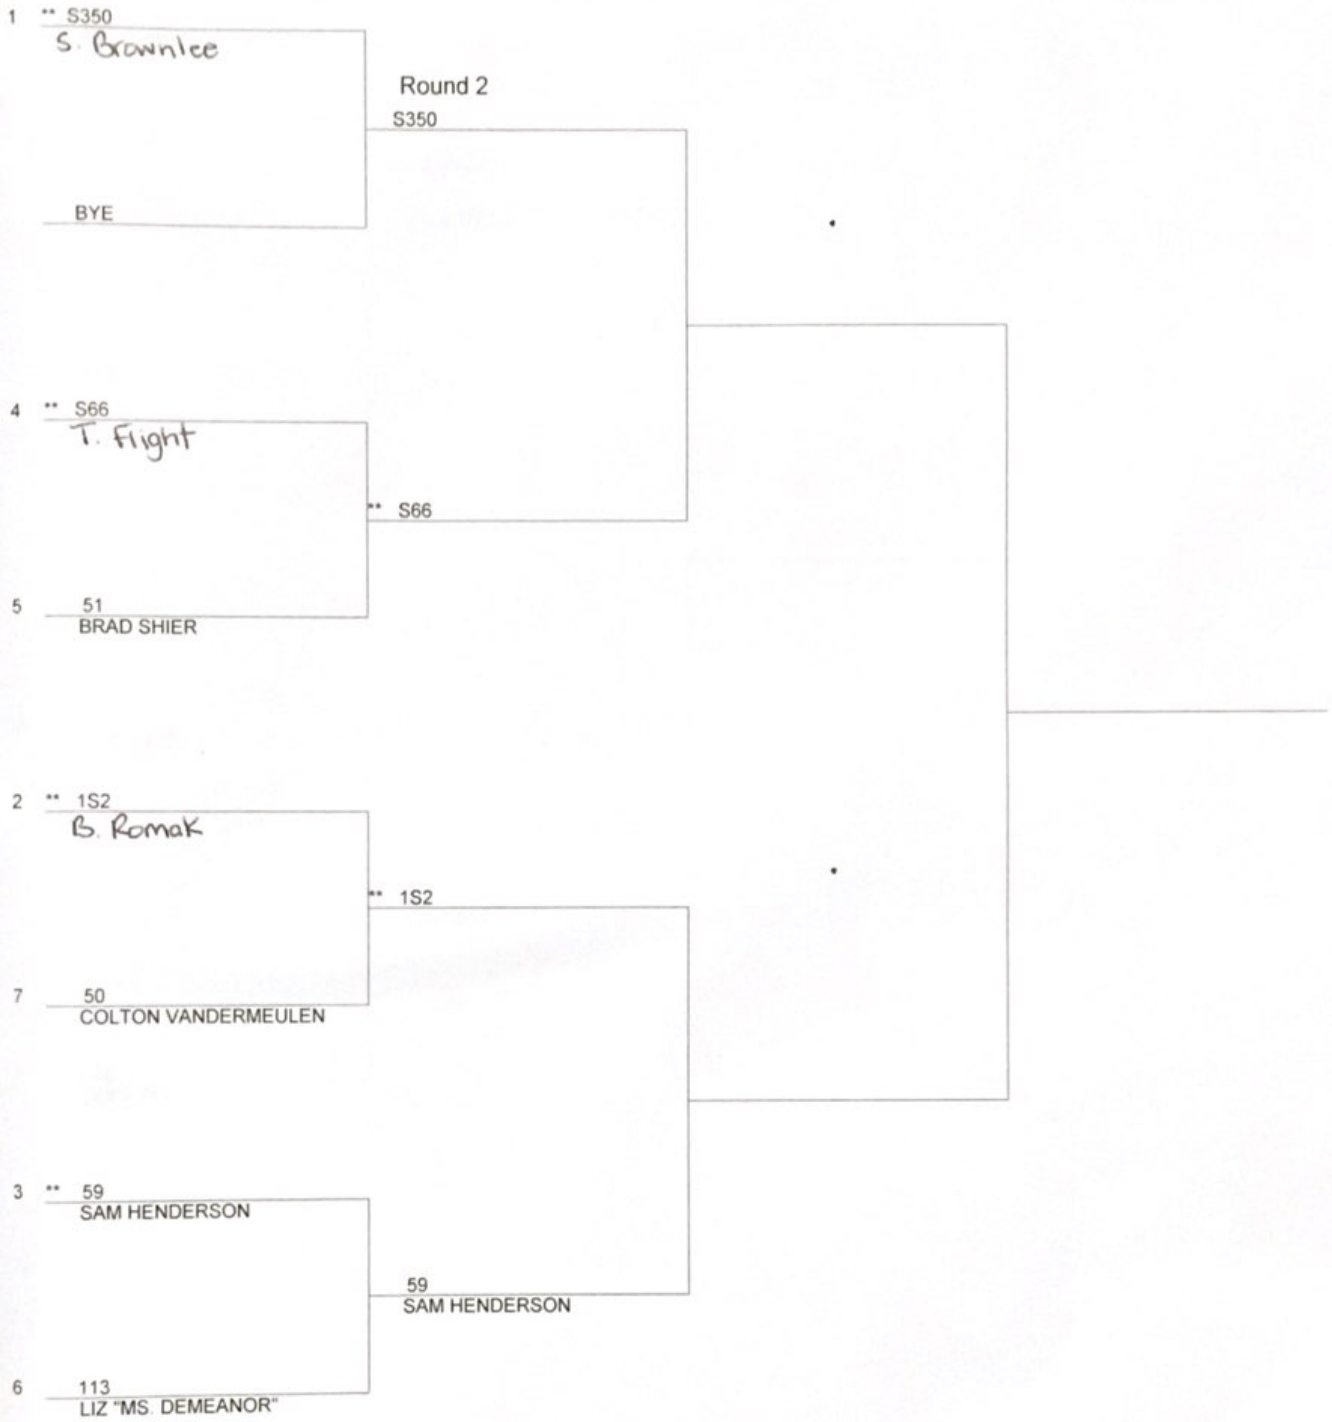 1 ** S350
S. Brownlee
Round 2
S350
BYE
4 ** S66
T. Flight
** S66
5 51
BRAD SHIER
2 ** 1S2
B. Romak
** 1S2
7 50
COLTON VANDERMEULEN
3 ** 59
SAM HENDERSON
59
SAM HENDERSON
6 113
LIZ "MS. DEMEANOR"